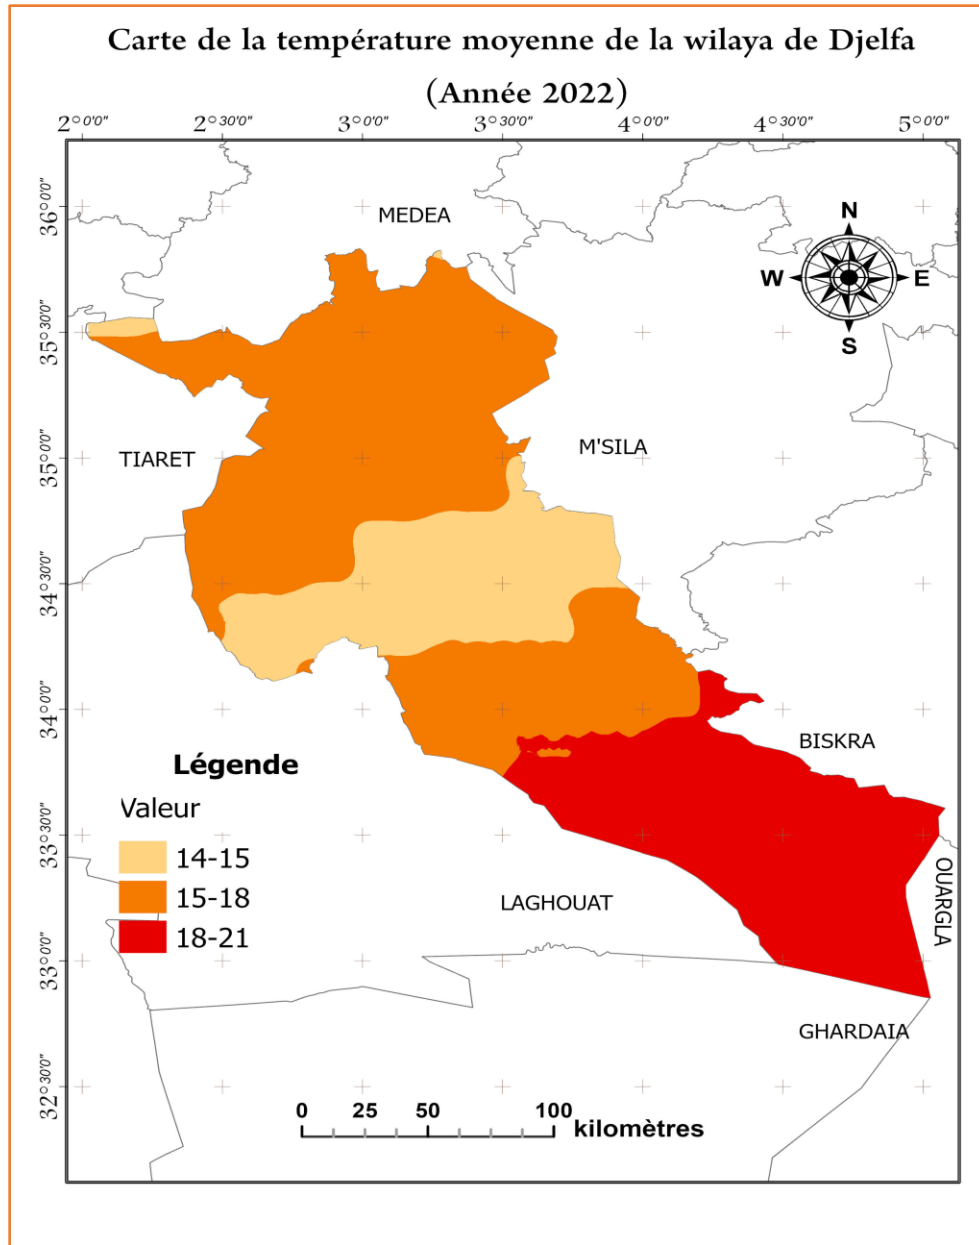 Carte de la température moyenne de la wilaya de Djelfa
(Année 2022)
2°0'0" 2°30'0" 3°0'0" 3°30'0" 4°0'0" 4°30'0" 5°0'0"
36°0'0"
35°30'0"
35°0'0"
34°30'0"
34°0'0"
33°30'0"
33°0'0"
32°30'0"
MEDEA
N
W E
S
TIARET
M'SILA
BISKRA
OUARGLA
LAGHOUAT
GHARDAIA
Légende
Valeur
14-15
15-18
18-21
0 25 50 100
kilomètres